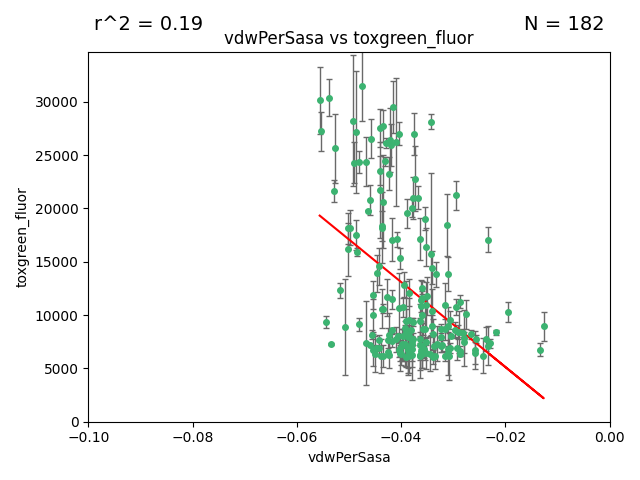 r^2 = 0.19
N = 182
vdwPerSasa vs toxgreen_fluor
30000
25000
20000
15000
10000
5000
0
toxgreen_fluor
−0.10 −0.08 −0.06 −0.04 −0.02 0.00
vdwPerSasa